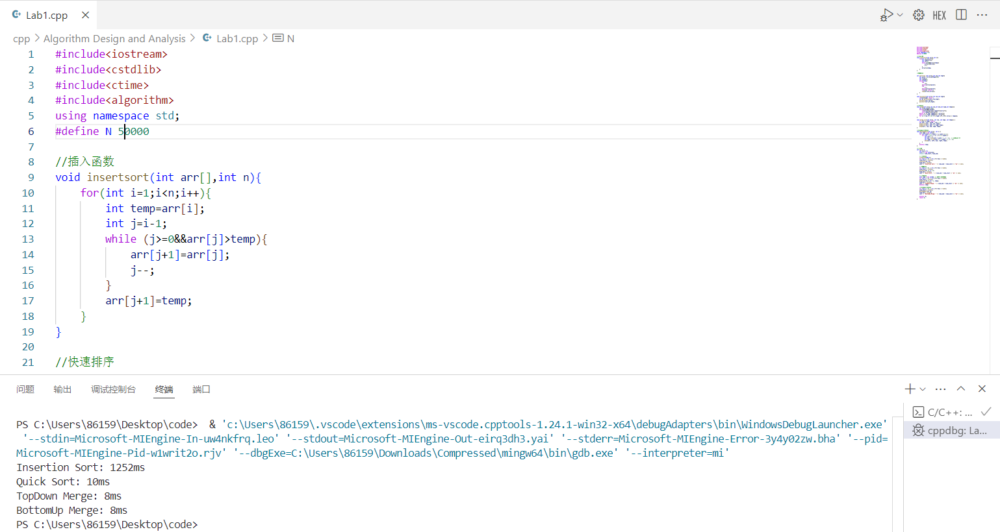 Lab1.cpp
HEX
cpp > Algorithm Design and Analysis > Lab1.cpp > N
1 #include<iostream>
2 #include<cstdlib>
3 #include<ctime>
4 #include<algorithm>
5 using namespace std;
6 #define N 50000
7
8 //插入函数
9 void insertsort(int arr[],int n){
10 for(int i=1;i<n;i++){
11 int temp=arr[i];
12 int j=i-1;
13 while (j>=0&&arr[j]>temp){
14 arr[j+1]=arr[j];
15 j--;
16 }
17 arr[j+1]=temp;
18 }
19 }
20
21 //快速排序
问题 输出 调试控制台 终端 端口
C/C++: ...
cppdbg: La...
PS C:\Users\86159\Desktop\code>  & 'c:\Users\86159\.vscode\extensions\ms-vscode.cpptools-1.24.1-win32-x64\debugAdapters\bin\WindowsDebugLauncher.exe'
'--stdin=Microsoft-MIEngine-In-uw4nkfrq.leo' '--stdout=Microsoft-MIEngine-Out-eirq3dh3.yai' '--stderr=Microsoft-MIEngine-Error-3y4y02zw.bha' '--pid=
Microsoft-MIEngine-Pid-w1writ2o.rjv' '--dbgExe=C:\Users\86159\Downloads\Compressed\mingw64\bin\gdb.exe' '--interpreter=mi'
Insertion Sort: 1252ms
Quick Sort: 10ms
TopDown Merge: 8ms
BottomUp Merge: 8ms
PS C:\Users\86159\Desktop\code>